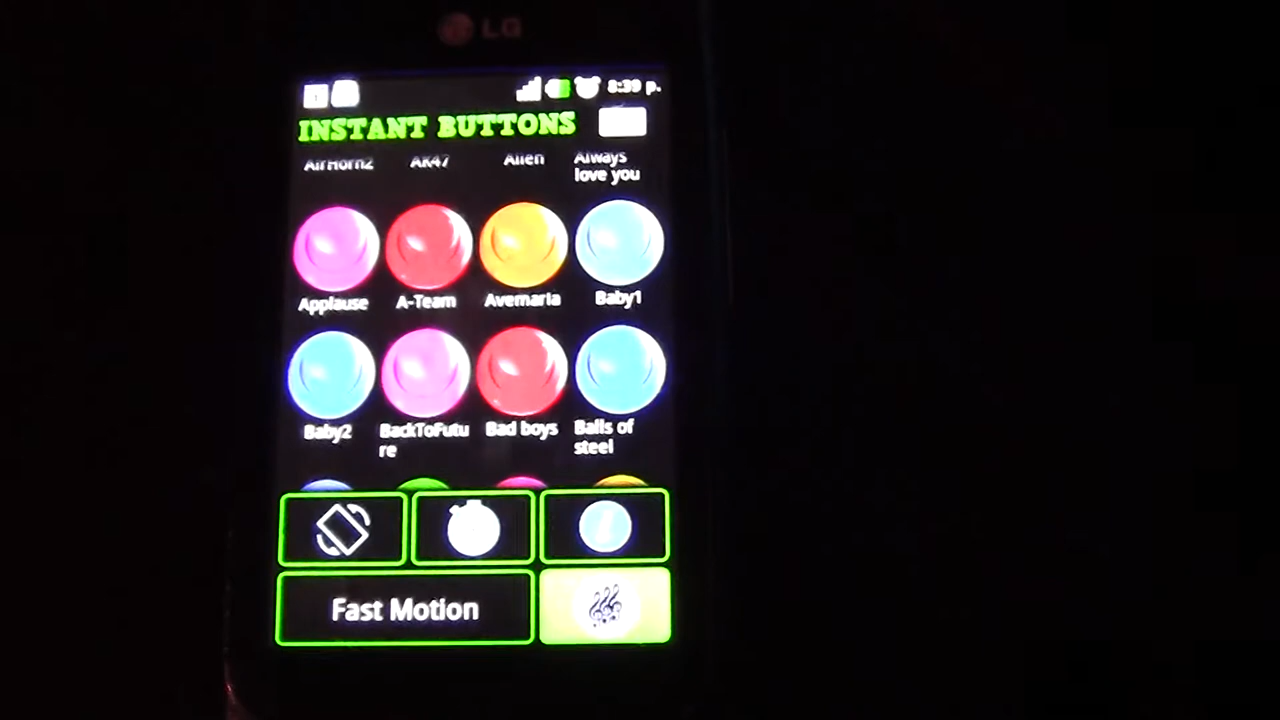 LG
8:39 p.
INSTANT BUTTONS
AirHorn2 AK47 Alien Always
love you
Applause A-Team Avemaria Baby1
Baby2 BackToFutu Bad boys Balls of
re steel
i
Fast Motion